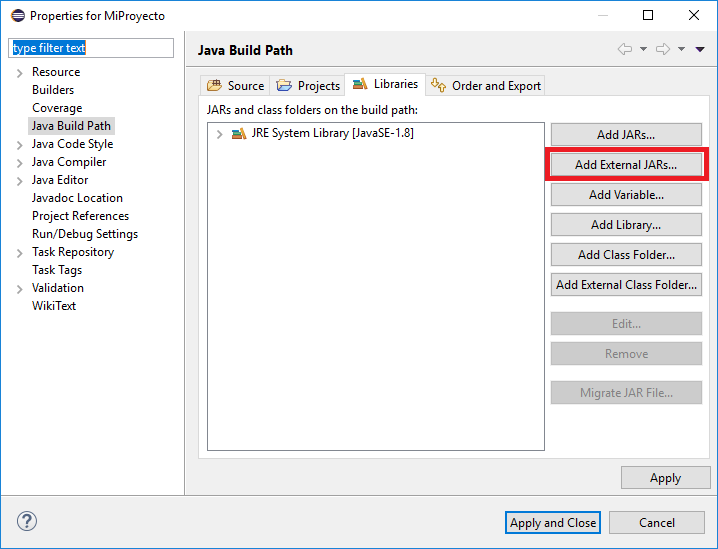 Properties for MiProyecto
type filter text
Resource
Builders
Coverage
Java Build Path
Java Code Style
Java Compiler
Java Editor
Javadoc Location
Project References
Run/Debug Settings
Task Repository
Task Tags
Validation
WikiText
Java Build Path
Source Projects Libraries Order and Export
JARs and class folders on the build path:
JRE System Library [JavaSE-1.8]
Add JARs...
Add External JARs...
Add Variable...
Add Library...
Add Class Folder...
Add External Class Folder...
Edit...
Remove
Migrate JAR File...
Apply
?
Apply and Close Cancel